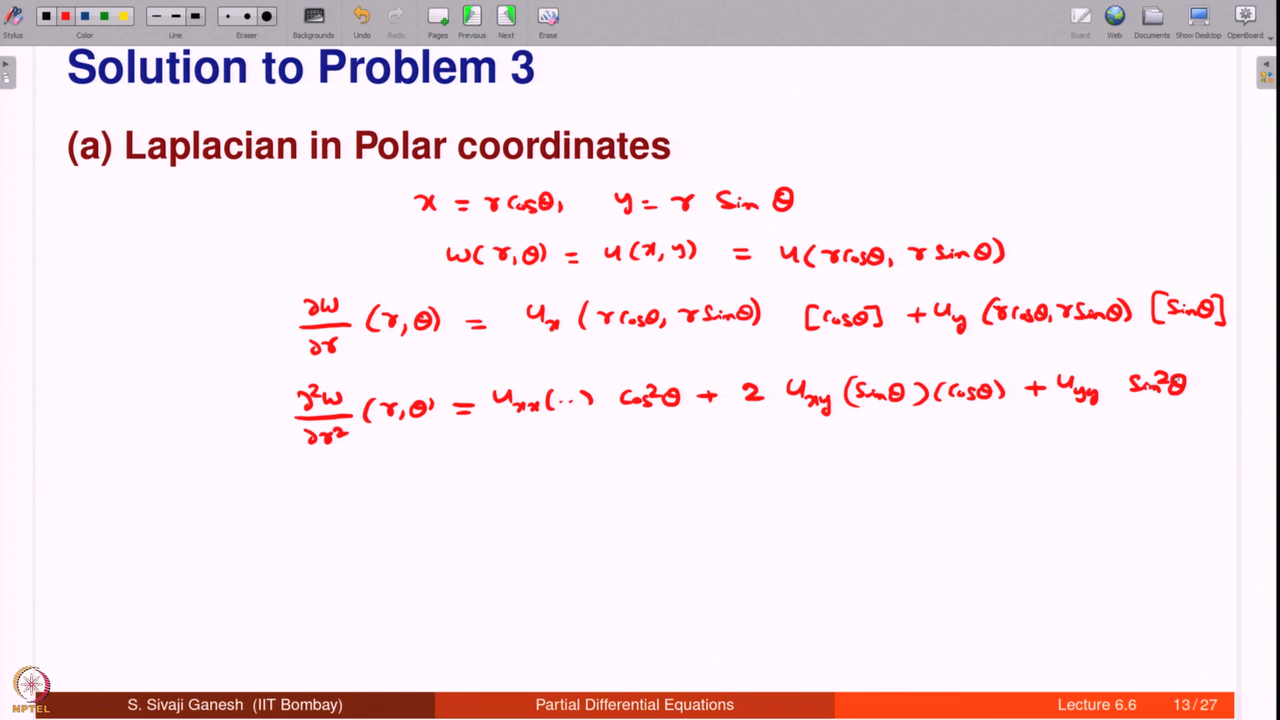 Stylus
Color
Line
Eraser
Backgrounds
Undo
Redo
Pages
Previous
Next
Erase
Board
Web
Documents
Show Desktop
OpenBoard
Solution to Problem 3
(a) Laplacian in Polar coordinates
x = r cosθ, y = r sin θ
w(r,θ) = u(x,y) = u(r cosθ, r sinθ)
∂w/∂r (r,θ) = u_x (r cosθ, r sinθ) [cosθ] + u_y (r cosθ, r sinθ) [sinθ]
∂²w/∂r² (r,θ) = u_xx(..) cos²θ + 2 u_xy (sinθ)(cosθ) + u_yy sin²θ
NPTEL
S. Sivaji Ganesh (IIT Bombay) Partial Differential Equations Lecture 6.6 13 / 27